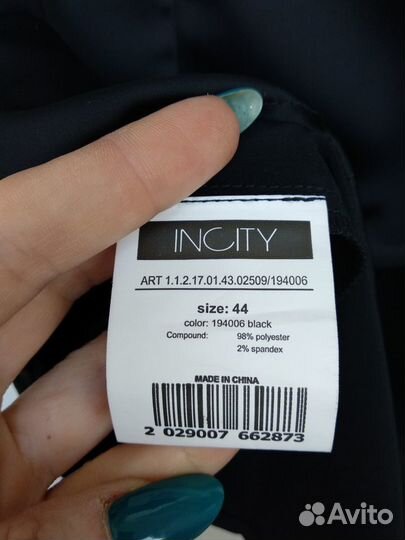 INCITY
ART 1.1.2.17.01.43.02509/194006
size: 44
color: 194006 black
Compound: 98% polyester
2% spandex
MADE IN CHINA
2 029007 662873
Avito